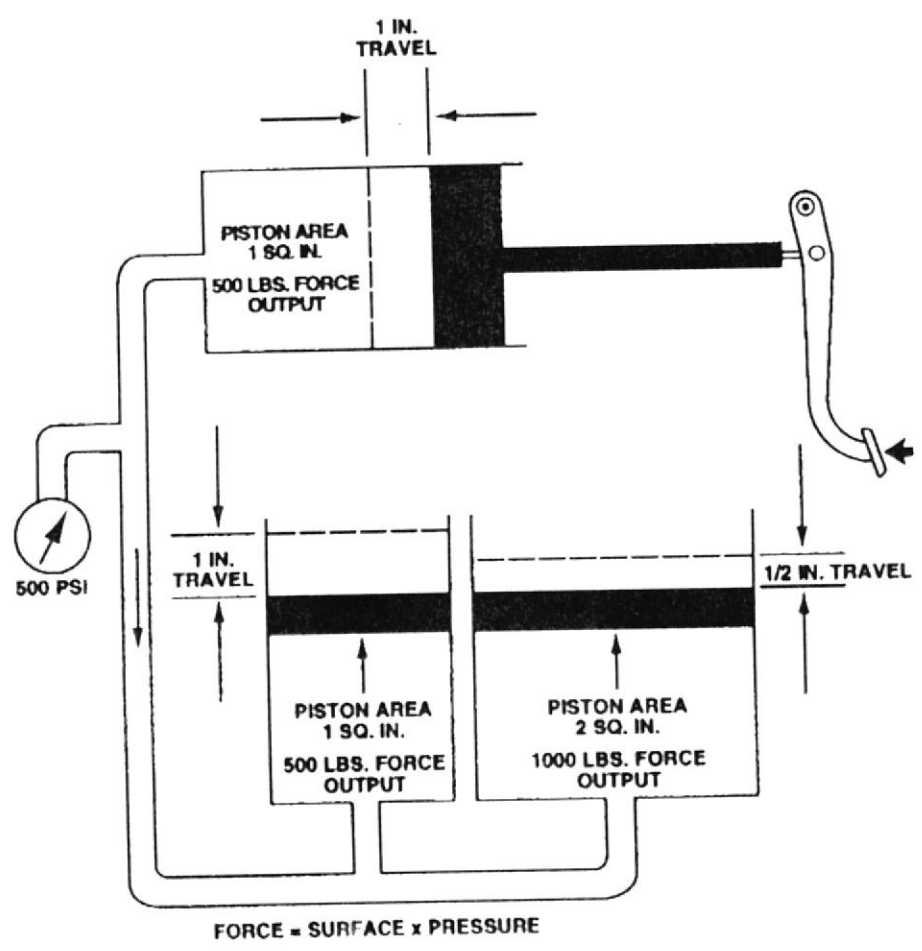 1 IN.
TRAVEL
PISTON AREA
1 SQ. IN.
500 LBS. FORCE
OUTPUT
500 PSI
1 IN.
TRAVEL
1/2 IN. TRAVEL
PISTON AREA
1 SQ. IN.
500 LBS. FORCE
OUTPUT
PISTON AREA
2 SQ. IN.
1000 LBS. FORCE
OUTPUT
FORCE = SURFACE x PRESSURE